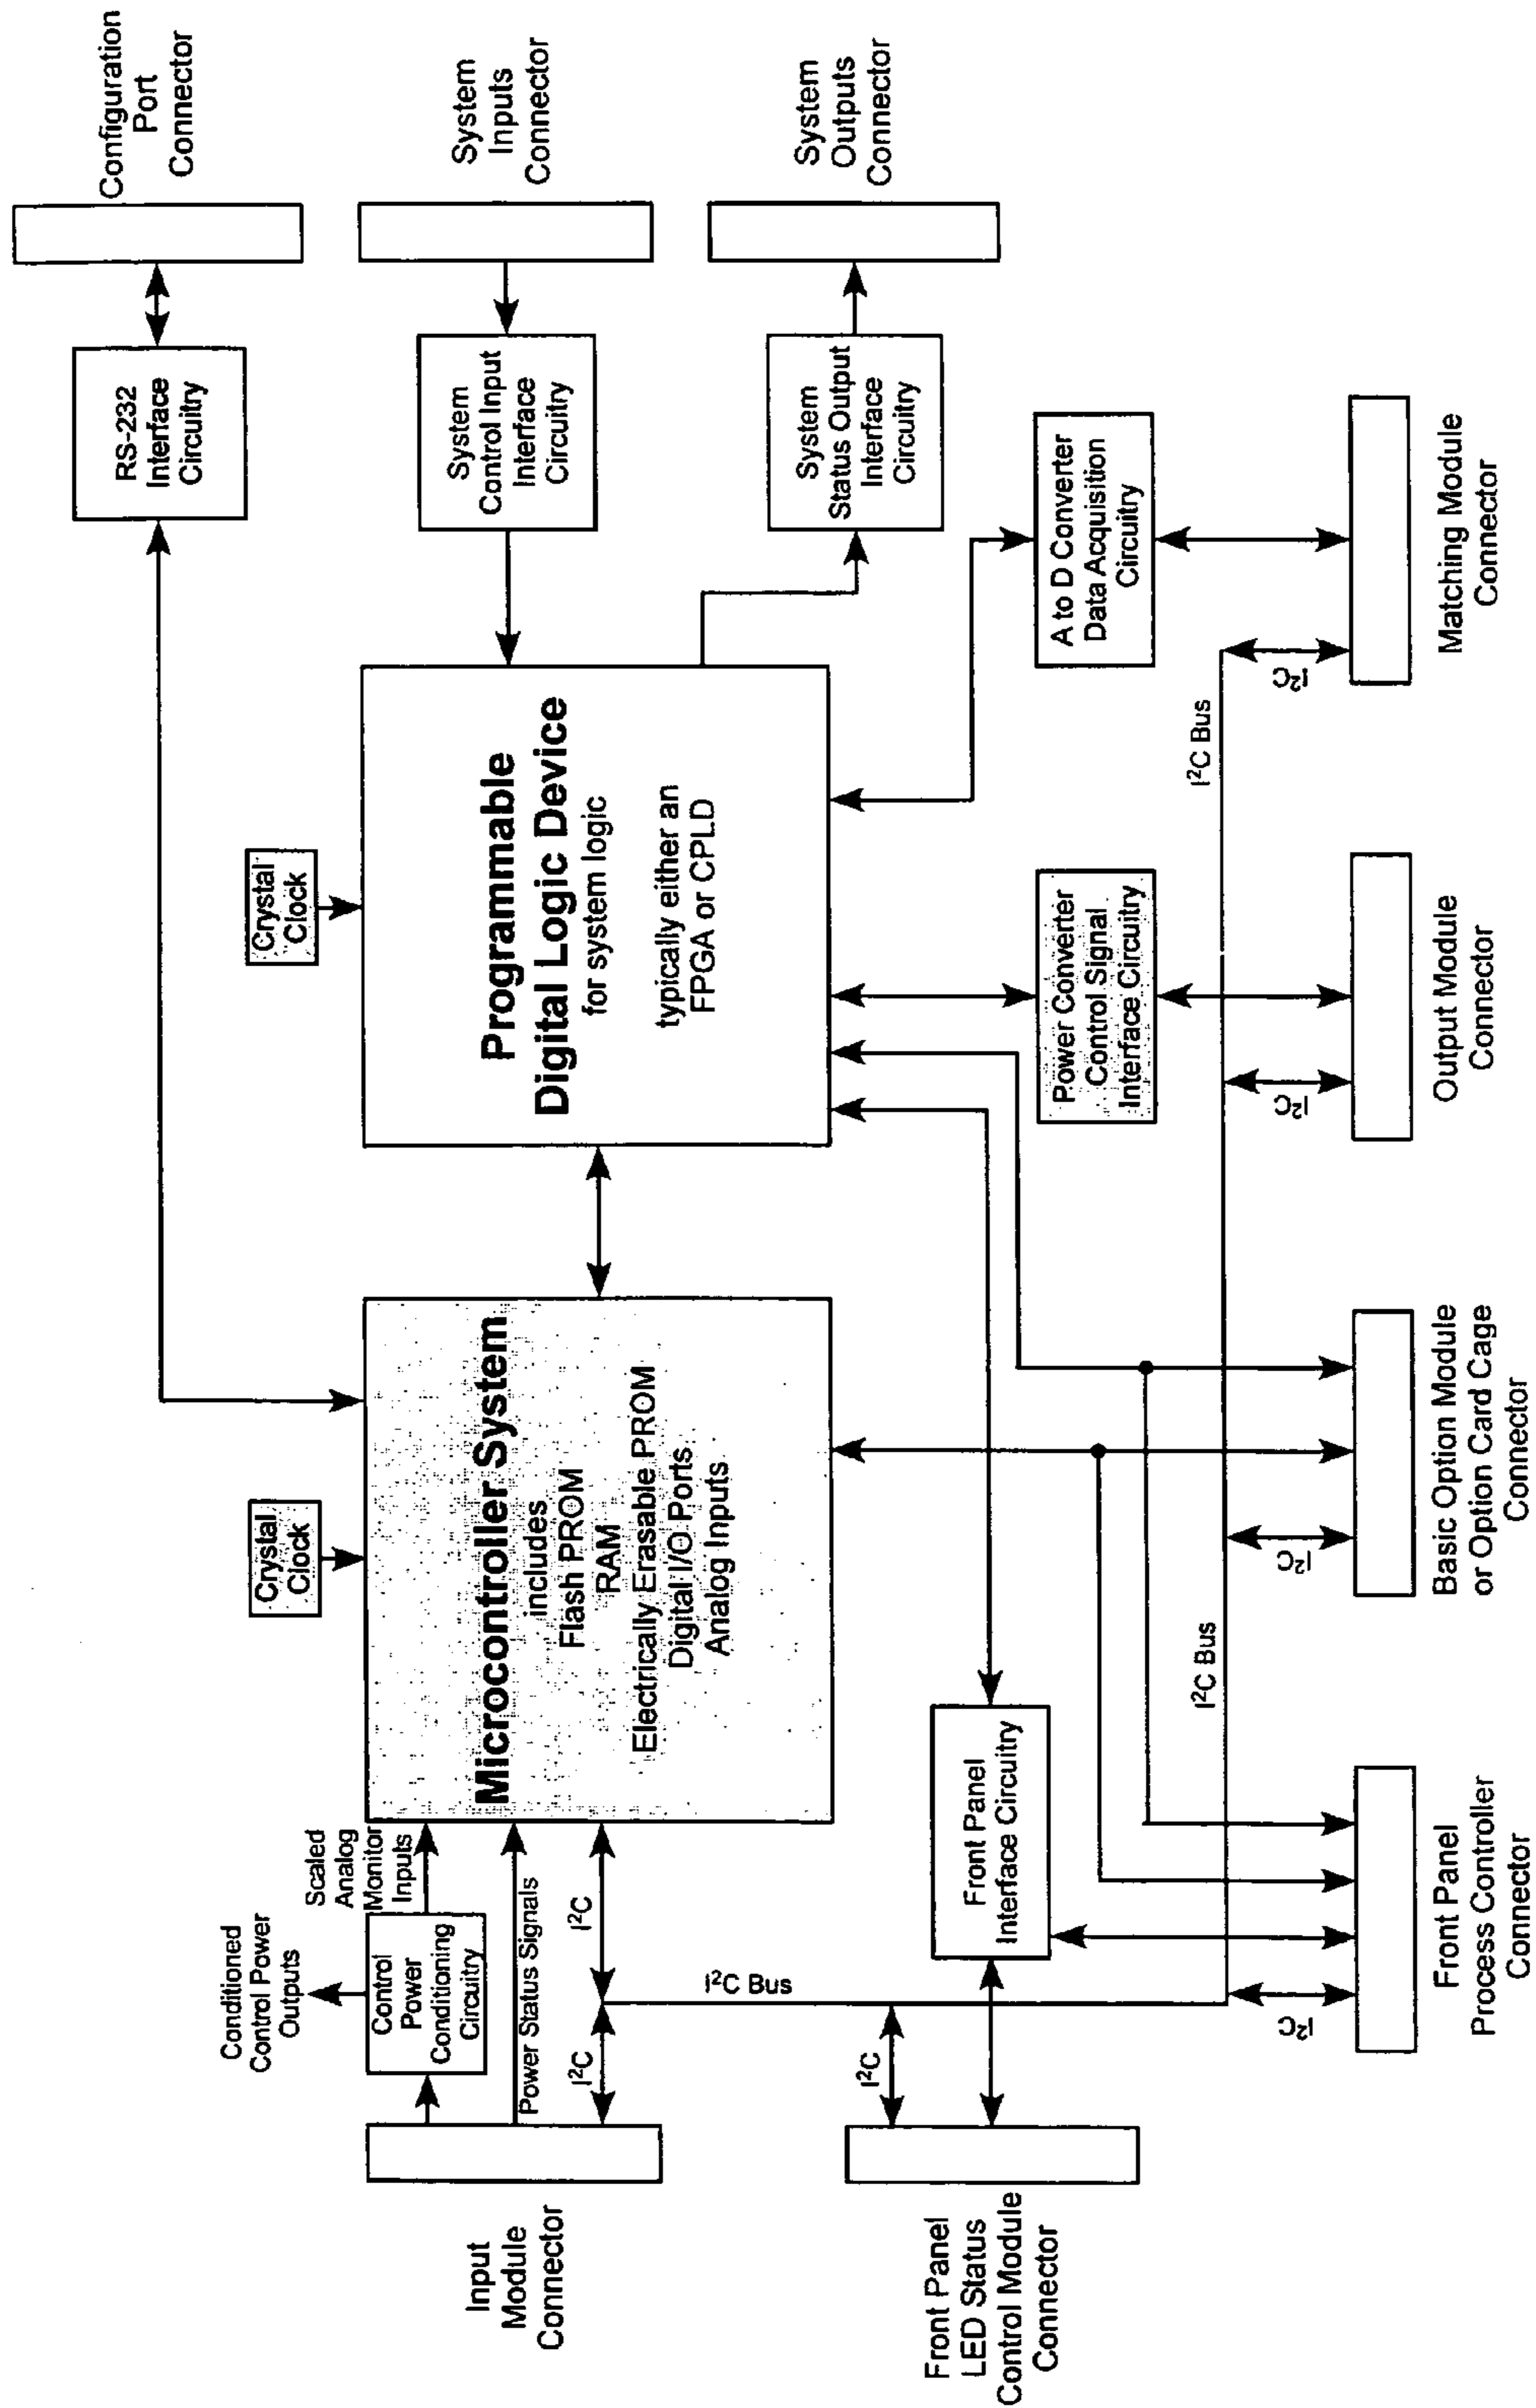 Configuration
Port
Connector
RS-232
Interface
Circuitry
System
Inputs
Connector
System
Control Input
Interface
Circuitry
System
Outputs
Connector
System
Status Output
Interface
Circuitry
Crystal
Clock
Crystal
Clock
Programmable
Digital Logic Device
for system logic
typically either an
FPGA or CPLD
Microcontroller System
includes
Flash PROM
RAM
Electrically Erasable PROM
Digital I/O Ports
Analog Inputs
Scaled
Analog
Monitor
Inputs
Conditioned
Control Power
Outputs
Control
Power
Conditioning
Circuitry
Power Status Signals
I²C
I²C
I²C Bus
I²C
Input
Module
Connector
Front Panel
LED Status
Control Module
Connector
Front Panel
Interface Circuitry
Power Converter
Control Signal
Interface Circuitry
A to D Converter
Data Acquisition
Circuitry
I²C Bus
I²C Bus
I²C
I²C
I²C
I²C
Front Panel
Process Controller
Connector
Basic Option Module
or Option Card Cage
Connector
Output Module
Connector
Matching Module
Connector